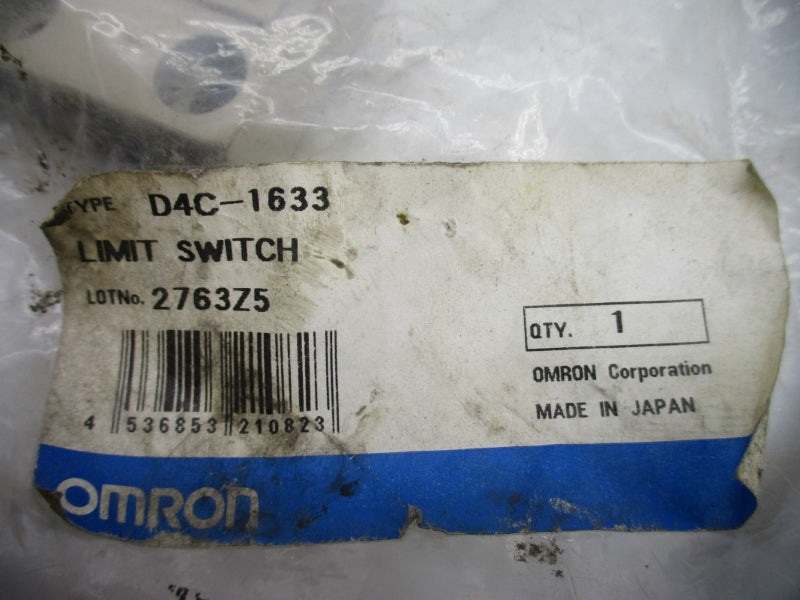 TYPE D4C-1633
LIMIT SWITCH
LOTNo. 2763Z5
QTY. 1
4 536853 210823
OMRON Corporation
MADE IN JAPAN
OMRON